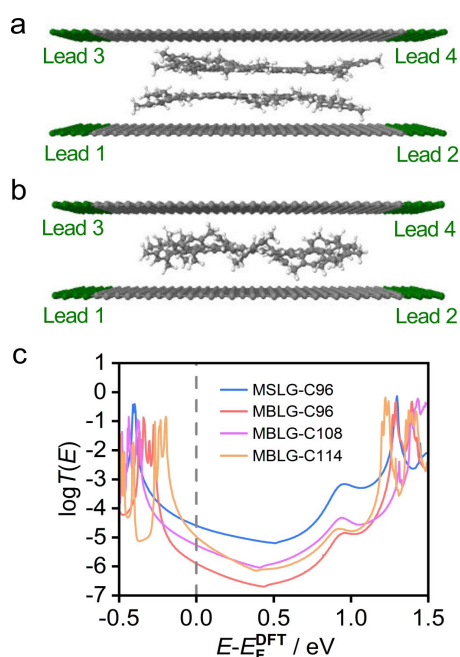 a
Lead 3
Lead 4
Lead 1
Lead 2
b
Lead 3
Lead 4
Lead 1
Lead 2
c
1
0
-1
-2
-3
-4
-5
-6
-7
logT(E)
MSLG-C96
MBLG-C96
MBLG-C108
MBLG-C114
-0.5 0.0 0.5 1.0 1.5
E-E_F^DFT / eV